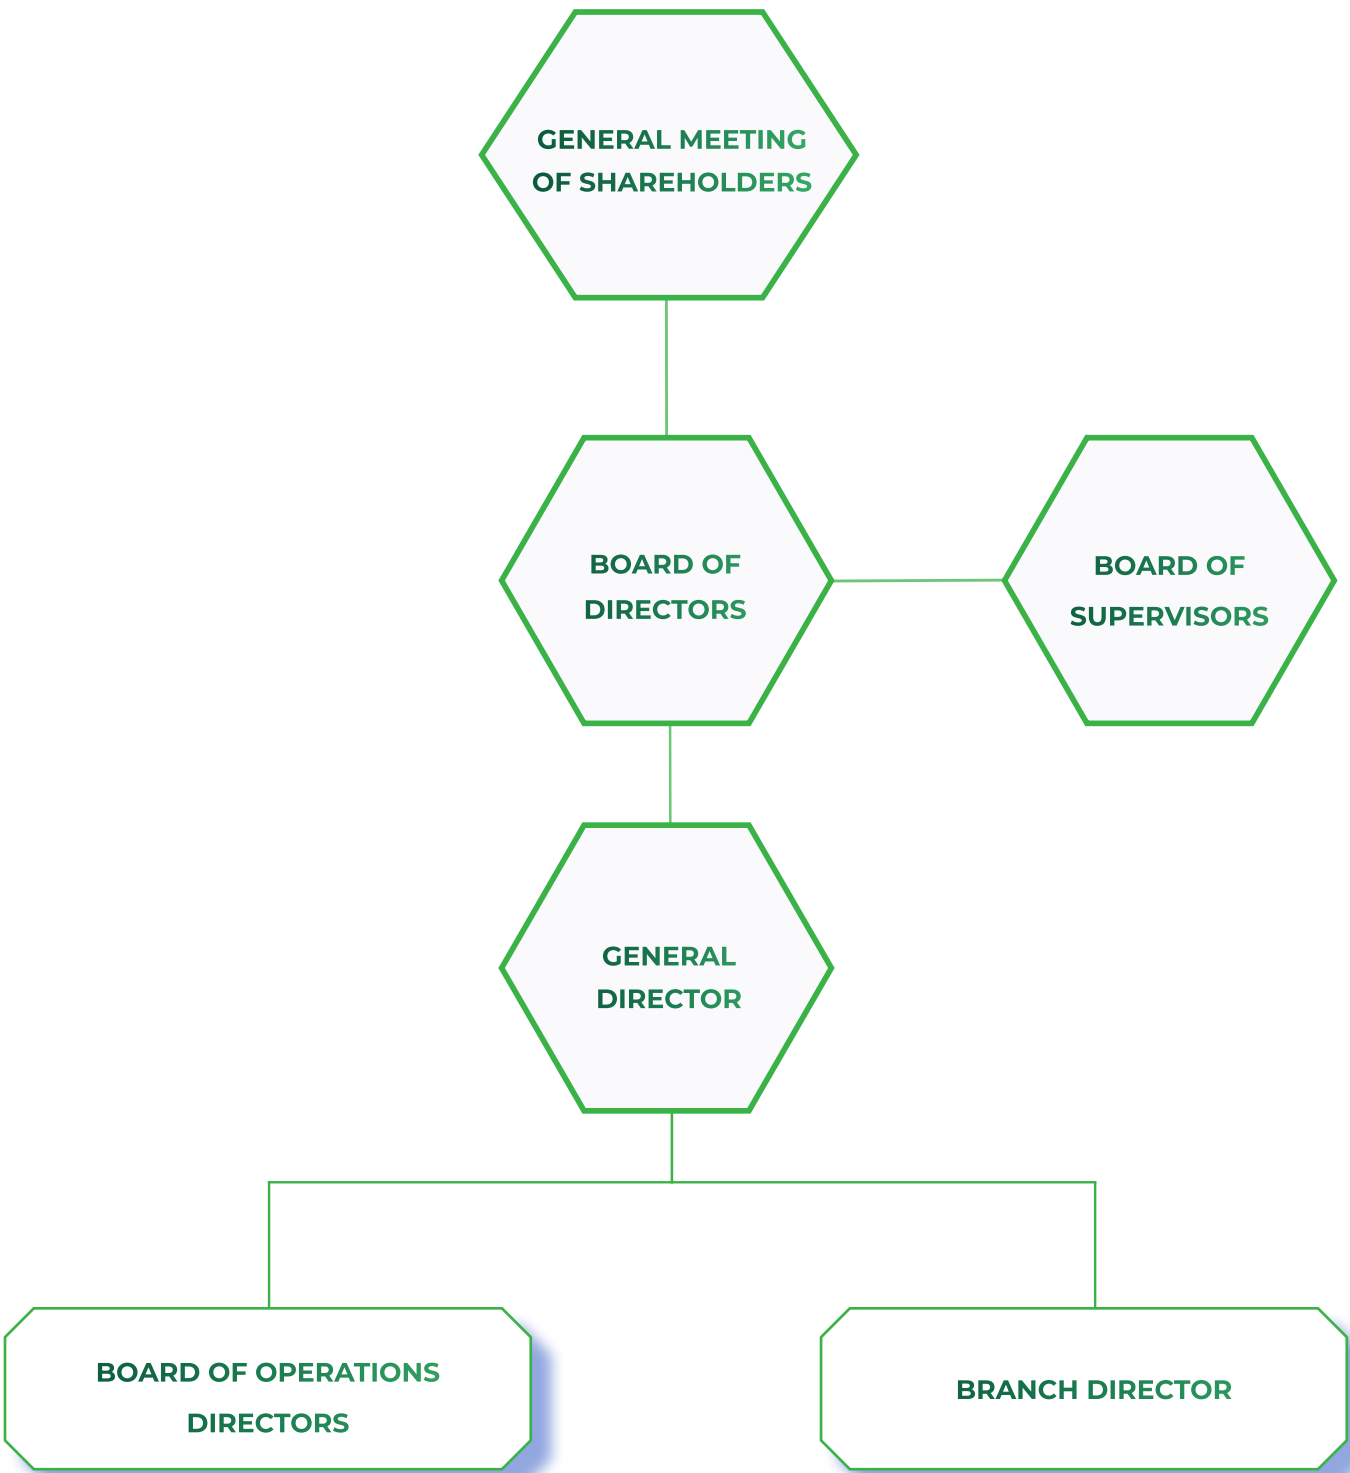 GENERAL MEETING
OF SHAREHOLDERS
BOARD OF
DIRECTORS
BOARD OF
SUPERVISORS
GENERAL
DIRECTOR
BOARD OF OPERATIONS
DIRECTORS
BRANCH DIRECTOR